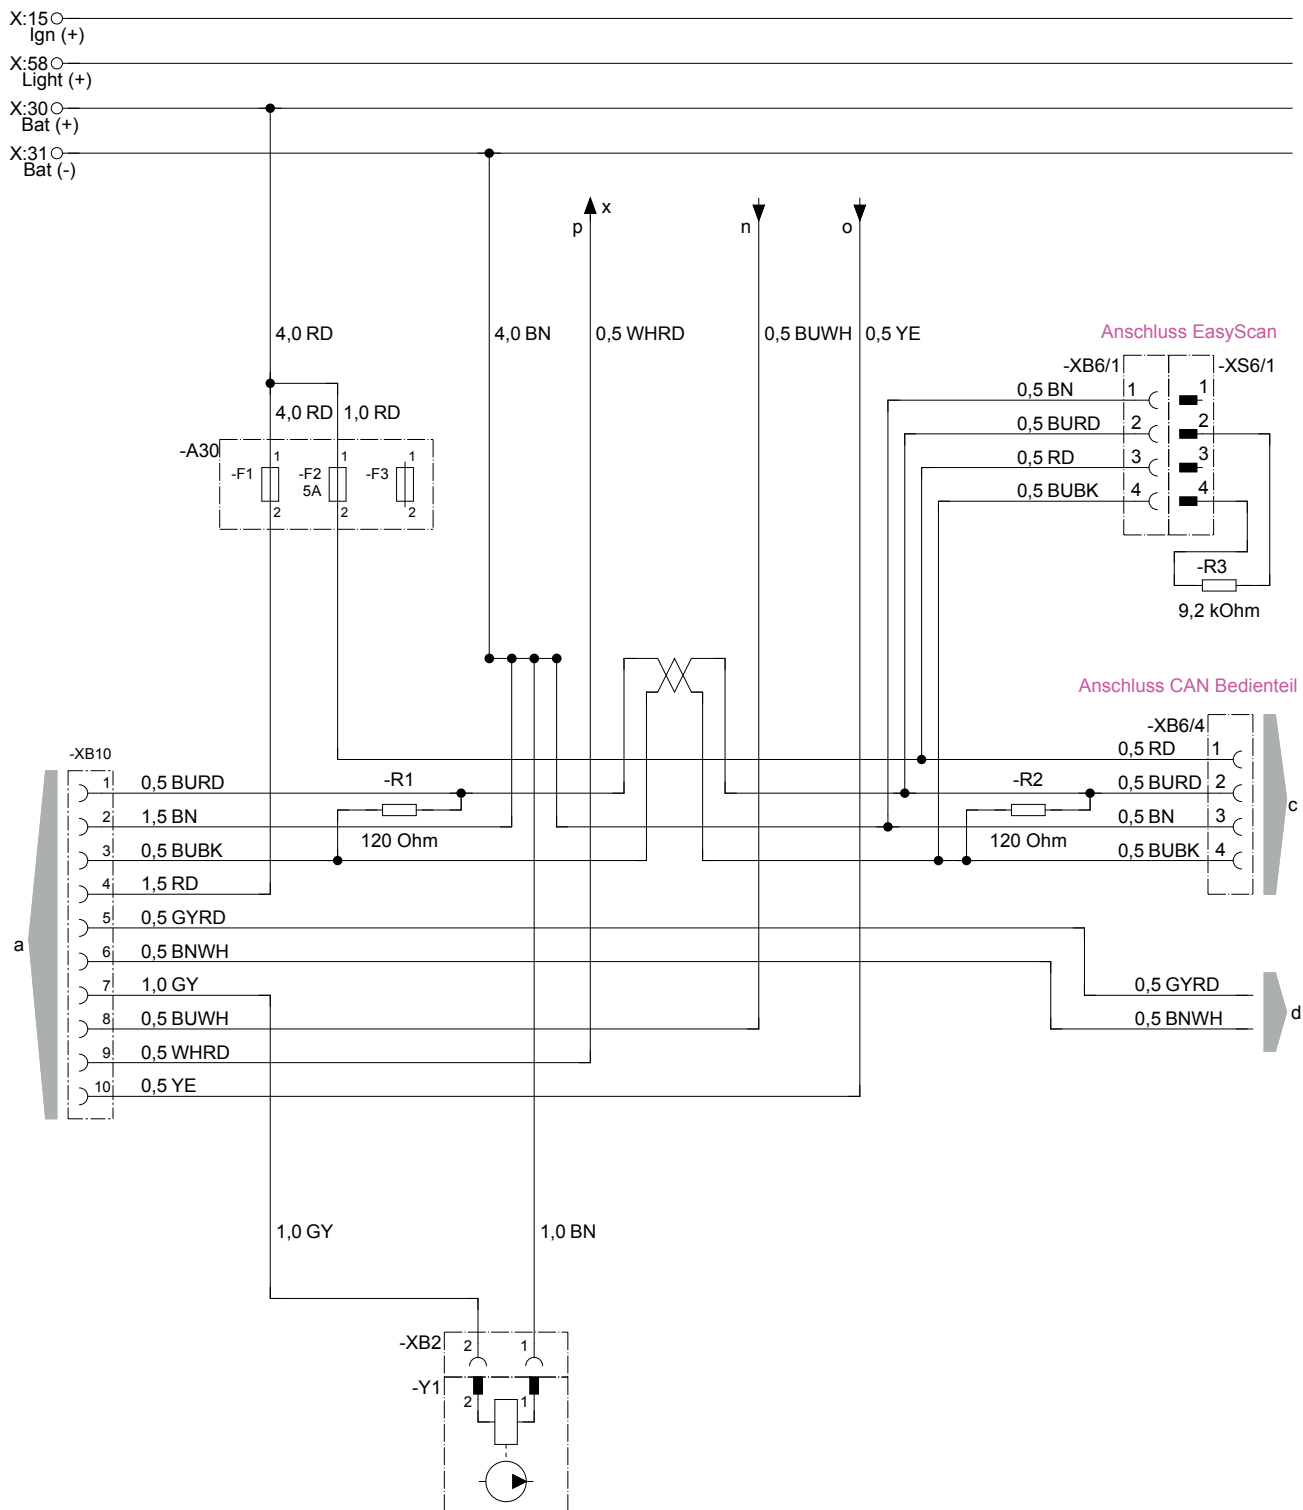 X:15
Ign (+)
X:58
Light (+)
X:30
Bat (+)
X:31
Bat (-)
x
p
n
o
4,0 RD
4,0 BN
0,5 WHRD
0,5 BUWH
0,5 YE
Anschluss EasyScan
-XB6/1
-XS6/1
0,5 BN
1
1
0,5 BURD
2
2
0,5 RD
3
3
0,5 BUBK
4
4
4,0 RD
1,0 RD
-A30
1
1
1
-F1
-F2
5A
-F3
2
2
2
-R3
9,2 kOhm
Anschluss CAN Bedienteil
-XB6/4
0,5 RD
1
0,5 BURD
2
0,5 BN
3
0,5 BUBK
4
c
-R1
120 Ohm
-R2
120 Ohm
-XB10
1
0,5 BURD
2
1,5 BN
3
0,5 BUBK
4
1,5 RD
5
0,5 GYRD
6
0,5 BNWH
7
1,0 GY
8
0,5 BUWH
9
0,5 WHRD
10
0,5 YE
a
0,5 GYRD
0,5 BNWH
d
1,0 GY
1,0 BN
-XB2
2
1
-Y1
2
1